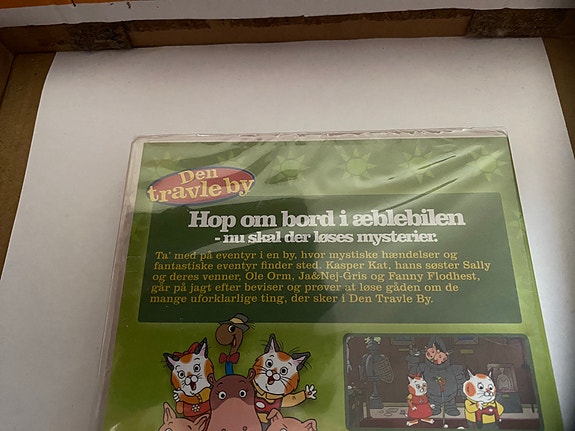 Den
travle by
Hop om bord i æblebilen
- nu skal der løses mysterier.
Ta' med på eventyr i en by, hvor mystiske hændelser og
fantastiske eventyr finder sted. Kasper Kat, hans søster Sally
og deres venner, Ole Orm, Ja&Nej-Gris og Fanny Flodhest,
går på jagt efter beviser og prøver at løse gåden om de
mange uforklarlige ting, der sker i Den Travle By.